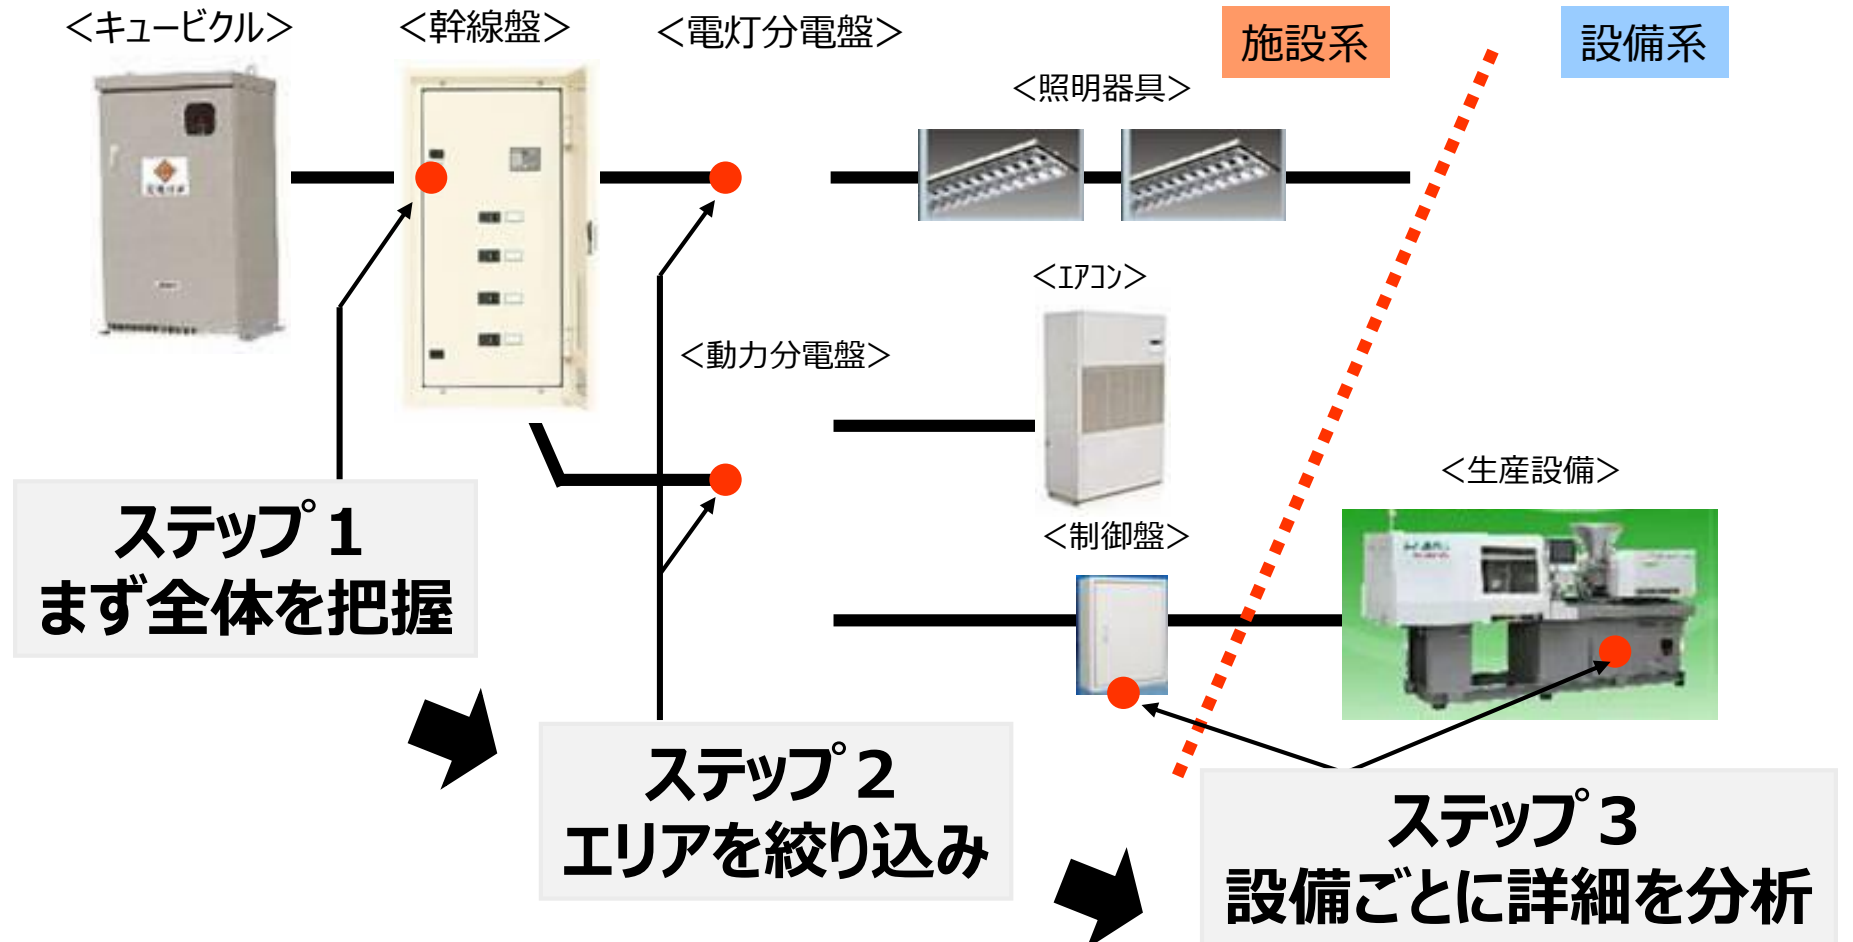 ＜キュービクル＞
＜幹線盤＞
＜電灯分電盤＞
施設系
設備系
＜照明器具＞
＜ｴｱｺﾝ＞
＜動力分電盤＞
＜生産設備＞
＜制御盤＞
ステップ１
まず全体を把握
ステップ２
エリアを絞り込み
ステップ３
設備ごとに詳細を分析